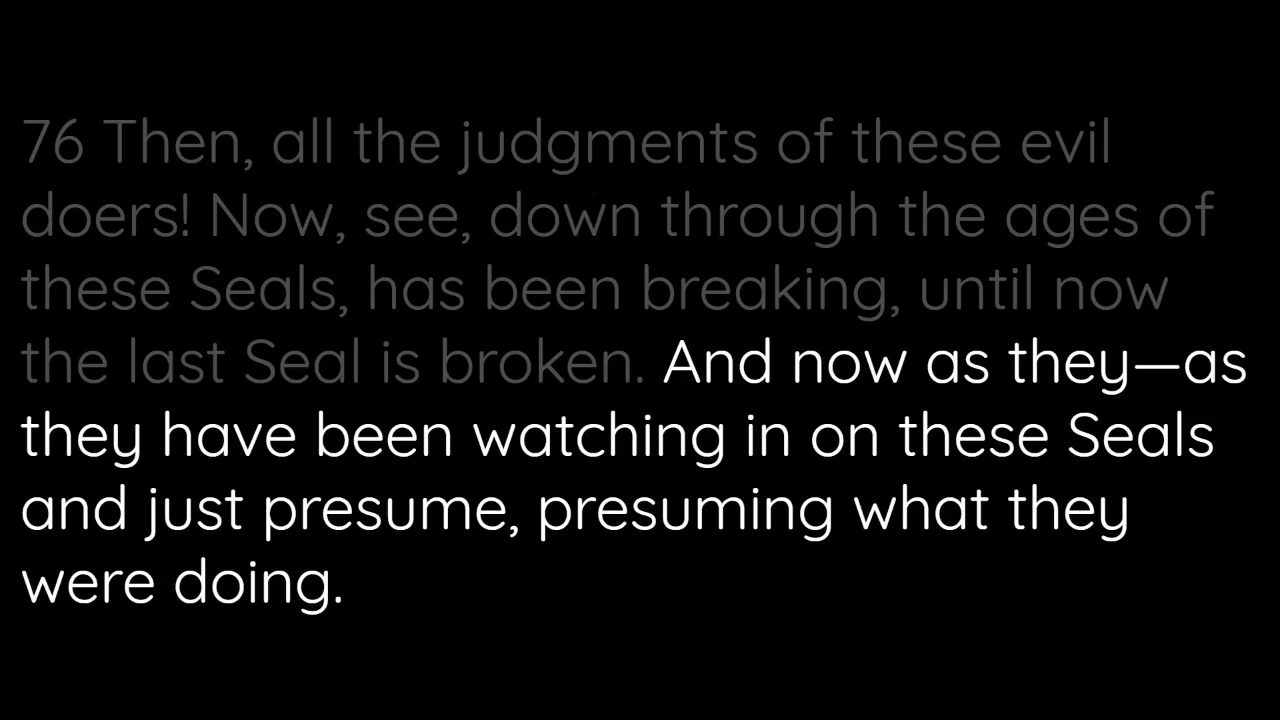 76 Then, all the judgments of these evil
doers! Now, see, down through the ages of
these Seals, has been breaking, until now
the last Seal is broken. And now as they—as
they have been watching in on these Seals
and just presume, presuming what they
were doing.